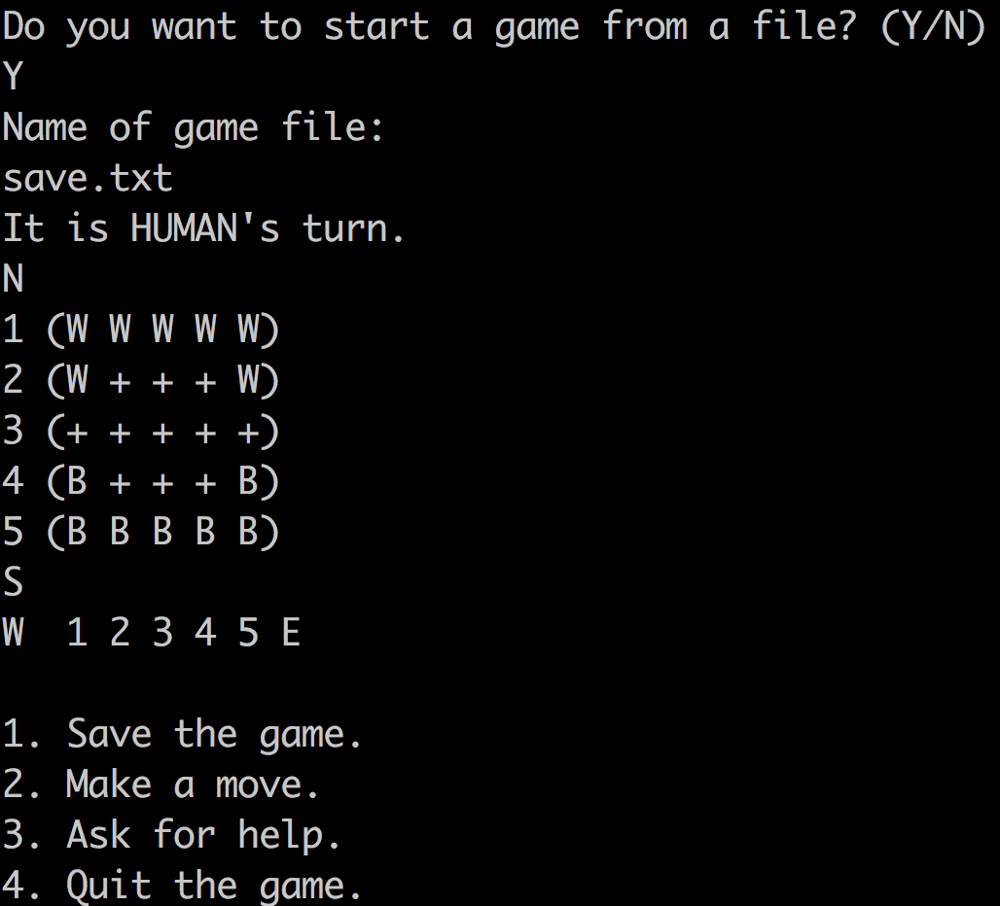 Do you want to start a game from a file? (Y/N)
Y
Name of game file:
save.txt
It is HUMAN's turn.
N
1 (W W W W W)
2 (W + + + W)
3 (+ + + + +)
4 (B + + + B)
5 (B B B B B)
S
W  1 2 3 4 5 E

1. Save the game.
2. Make a move.
3. Ask for help.
4. Quit the game.